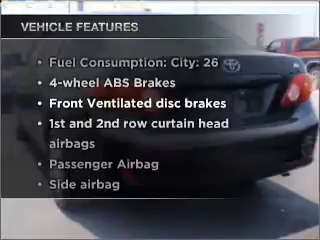 VEHICLE FEATURES
• Fuel Consumption: City: 26
• 4-wheel ABS Brakes
• Front Ventilated disc brakes
• 1st and 2nd row curtain head
airbags
• Passenger Airbag
• Side airbag